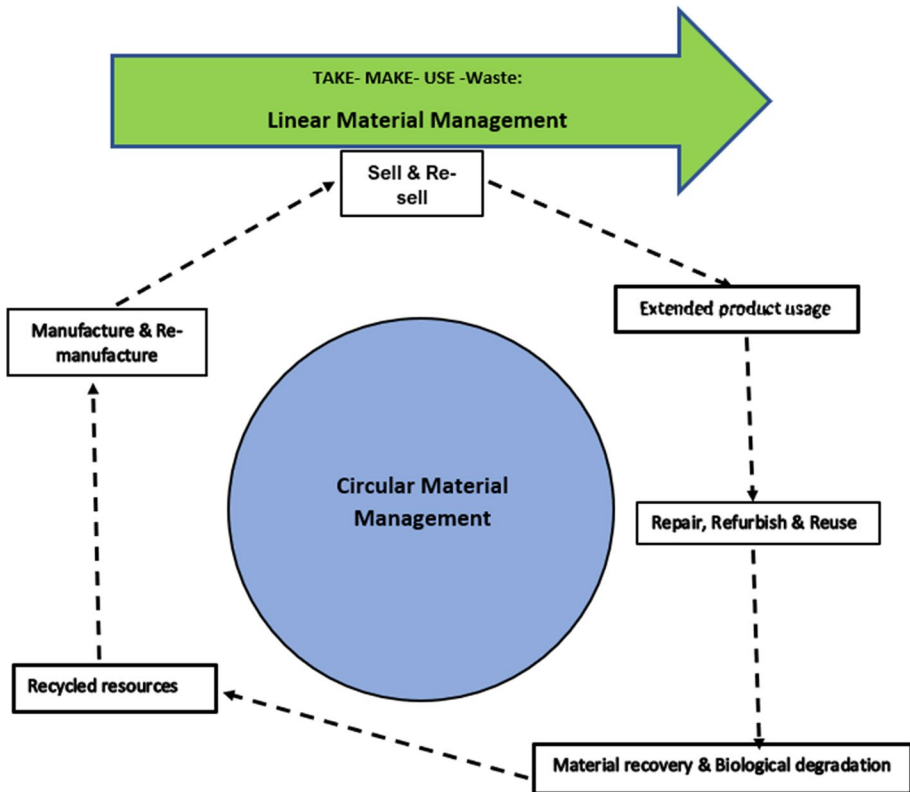 TAKE- MAKE- USE -Waste:
Linear Material Management
Sell & Re-
sell
Extended product usage
Manufacture & Re-
manufacture
Circular Material
Management
Repair, Refurbish & Reuse
Recycled resources
Material recovery & Biological degradation